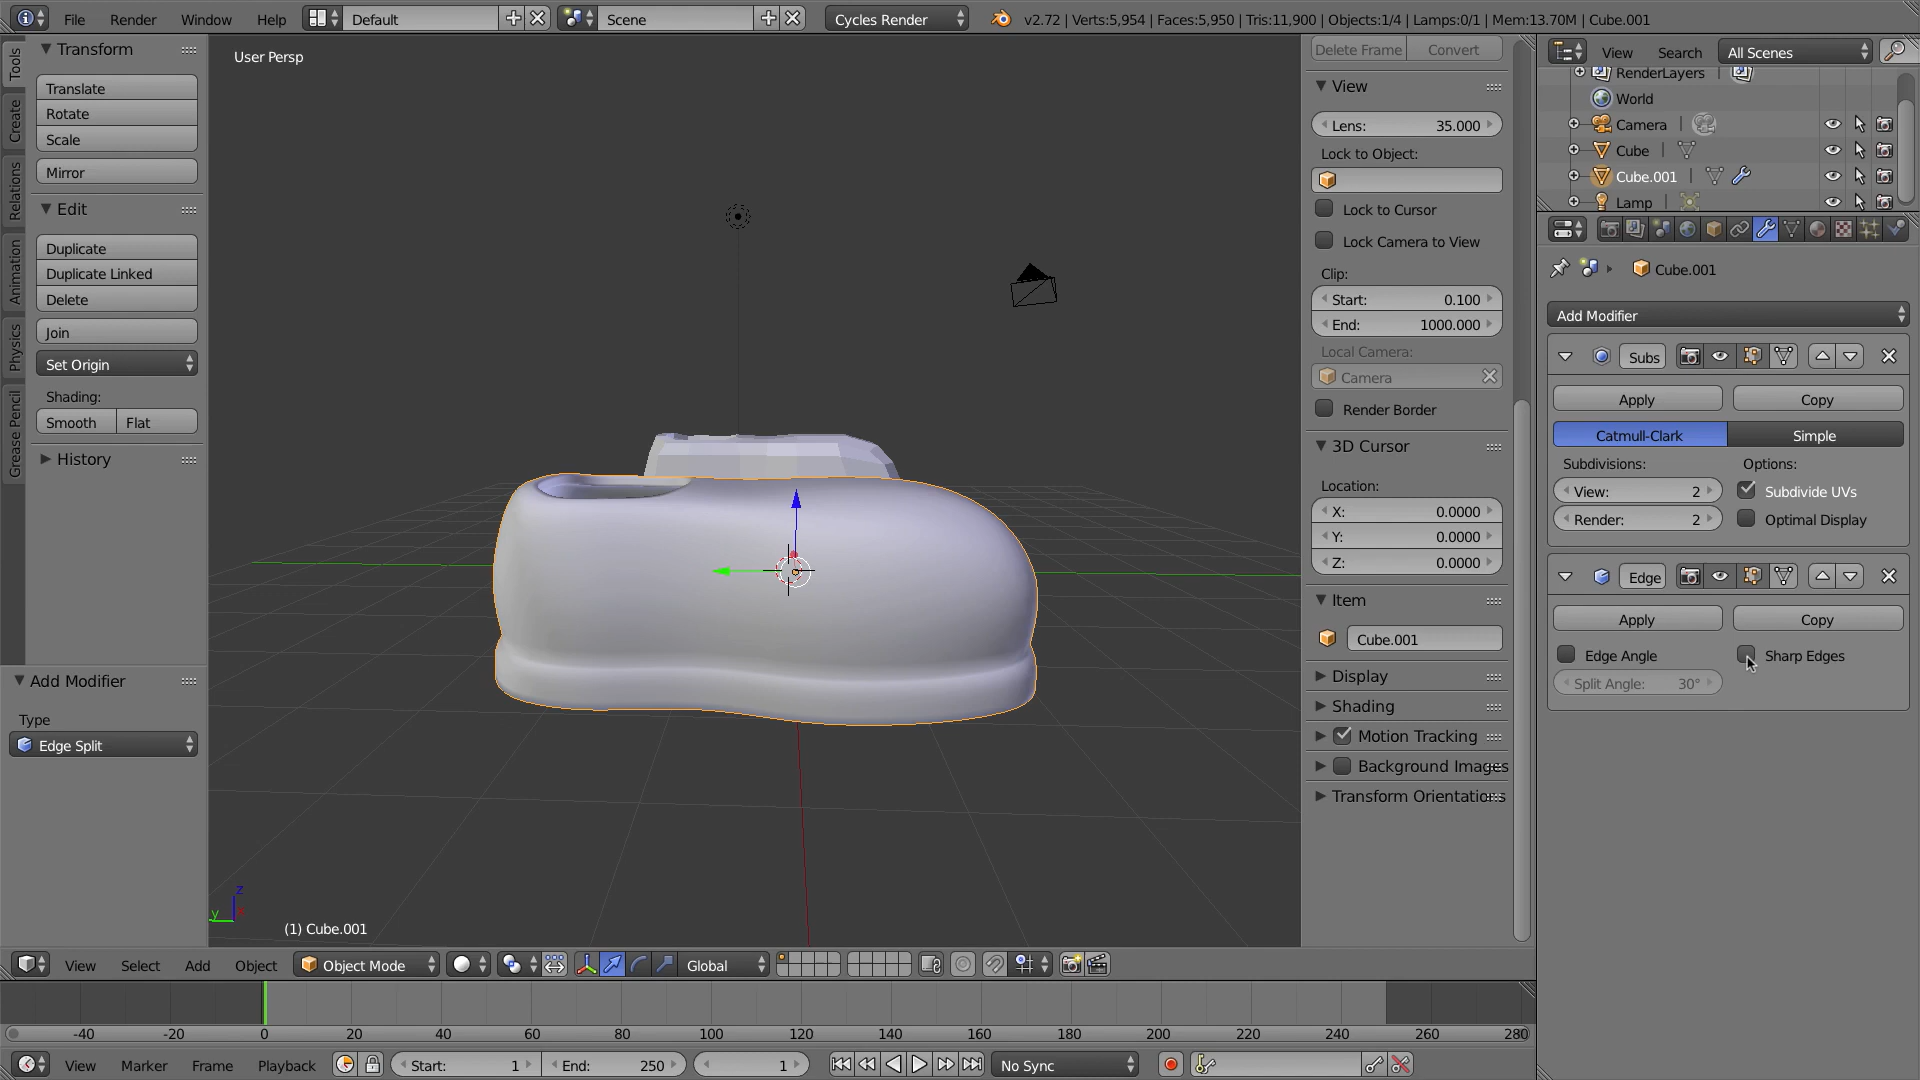 File Render Window Help Default Scene Cycles Render v2.72 | Verts:5,954 | Faces:5,950 | Tris:11,900 | Objects:1/4 | Lamps:0/1 | Mem:13.70M | Cube.001
Tools
Create
Relations
Animation
Physics
Grease Pencil
Transform
Translate
Rotate
Scale
Mirror
Edit
Duplicate
Duplicate Linked
Delete
Join
Set Origin
Shading:
Smooth Flat
History
Add Modifier
Type
Edge Split
User Persp
z
y
(1) Cube.001
Delete Frame Convert
View
Lens: 35.000
Lock to Object:
Lock to Cursor
Lock Camera to View
Clip:
Start: 0.100
End: 1000.000
Local Camera:
Camera
Render Border
3D Cursor
Location:
X: 0.0000
Y: 0.0000
Z: 0.0000
Item
Cube.001
Display
Shading
Motion Tracking
Background Images
Transform Orientations
View Search All Scenes
RenderLayers |
World
Camera |
Cube |
Cube.001 |
Lamp |
Cube.001
Add Modifier
Subs
Apply Copy
Catmull-Clark Simple
Subdivisions: Options:
View: 2 Subdivide UVs
Render: 2 Optimal Display
Edge
Apply Copy
Edge Angle Sharp Edges
Split Angle: 30°
View Select Add Object Object Mode Global
-40 -20 0 20 40 60 80 100 120 140 160 180 200 220 240 260 280
View Marker Frame Playback Start: 1 End: 250 1 No Sync